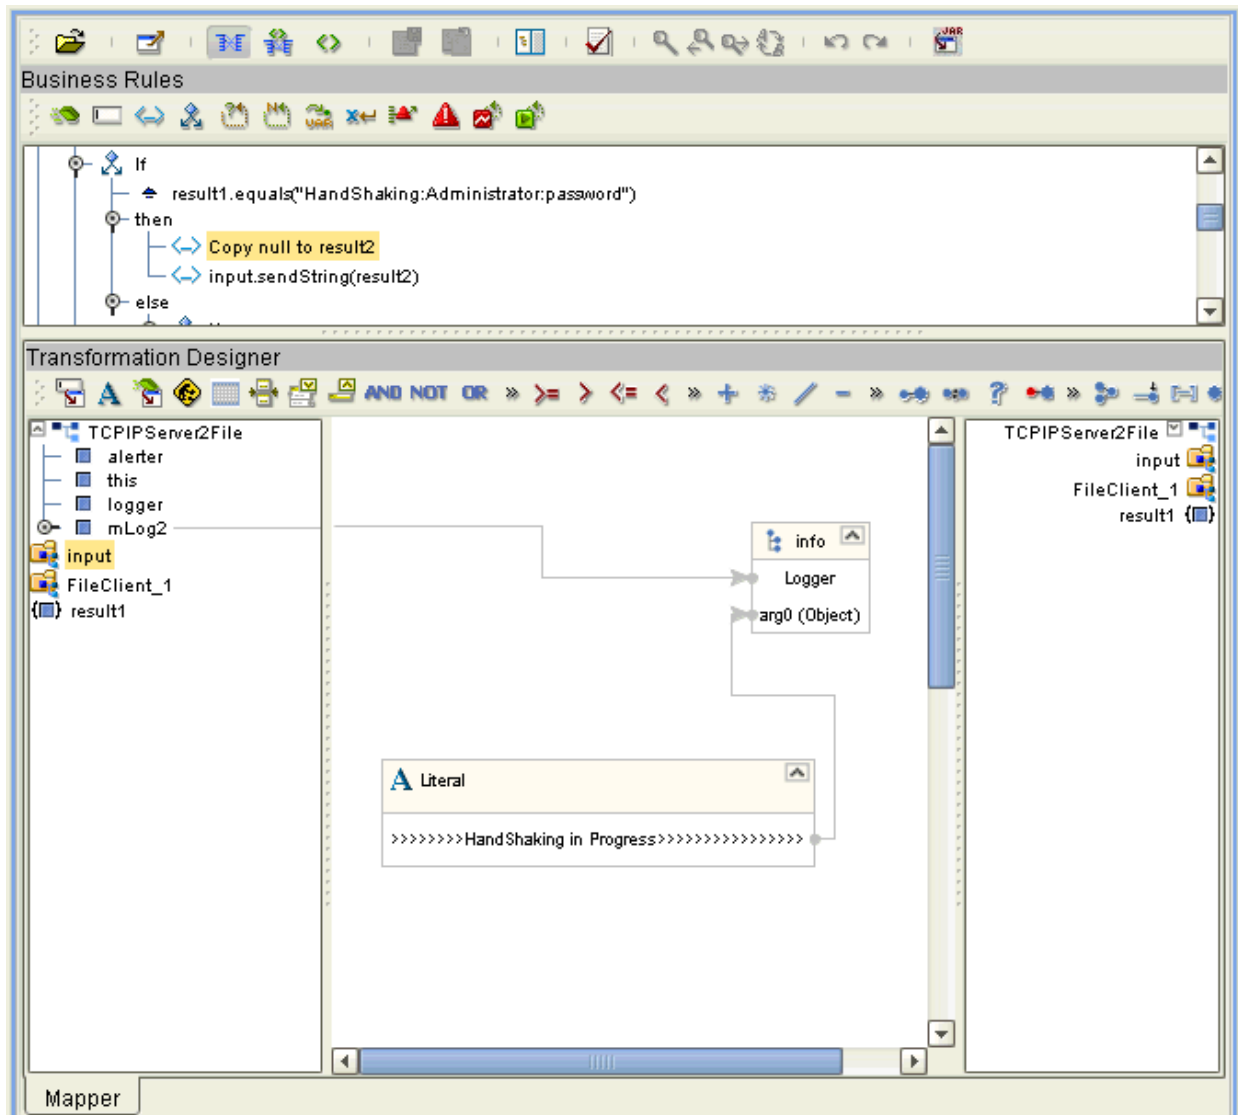 JAR
Business Rules
VAR
If
result1.equals("HandShaking:Administrator:password")
then
Copy null to result2
input.sendString(result2)
else
Transformation Designer
A AND NOT OR » >= > <= < » + / - » ? »
TCPIPServer2File
alerter
this
logger
mLog2
input
FileClient_1
result1
info
Logger
arg0 (Object)
A Literal
>>>>>>>>HandShaking in Progress>>>>>>>>>>>>>>>>
TCPIPServer2File
input
FileClient_1
result1
Mapper